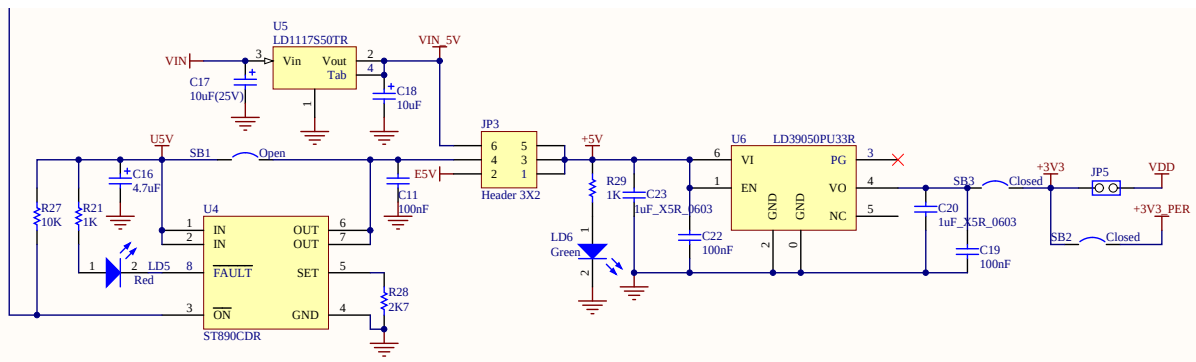 U5
LD1117S50TR
VIN_5V
VIN
3
Vin
Vout
2
Tab
4
C17
10uF(25V)
1
C18
10uF
JP3
U5V
SB1
Open
6
5
4
3
2
1
Header 3X2
E5V
+5V
U6
LD39050PU33R
6
VI
PG
3
1
EN
VO
4
NC
5
GND
GND
2
0
+3V3
JP5
VDD
SB3
Closed
+3V3_PER
SB2
Closed
C16
4.7uF
C11
100nF
R29
1K
C23
1uF_X5R_0603
C20
1uF_X5R_0603
R27
10K
R21
1K
U4
1
IN
OUT
6
2
IN
OUT
7
LD6
Green
1
2
C22
100nF
C19
100nF
1
2
LD5
Red
8
FAULT
SET
5
R28
2K7
3
ON
GND
4
ST890CDR